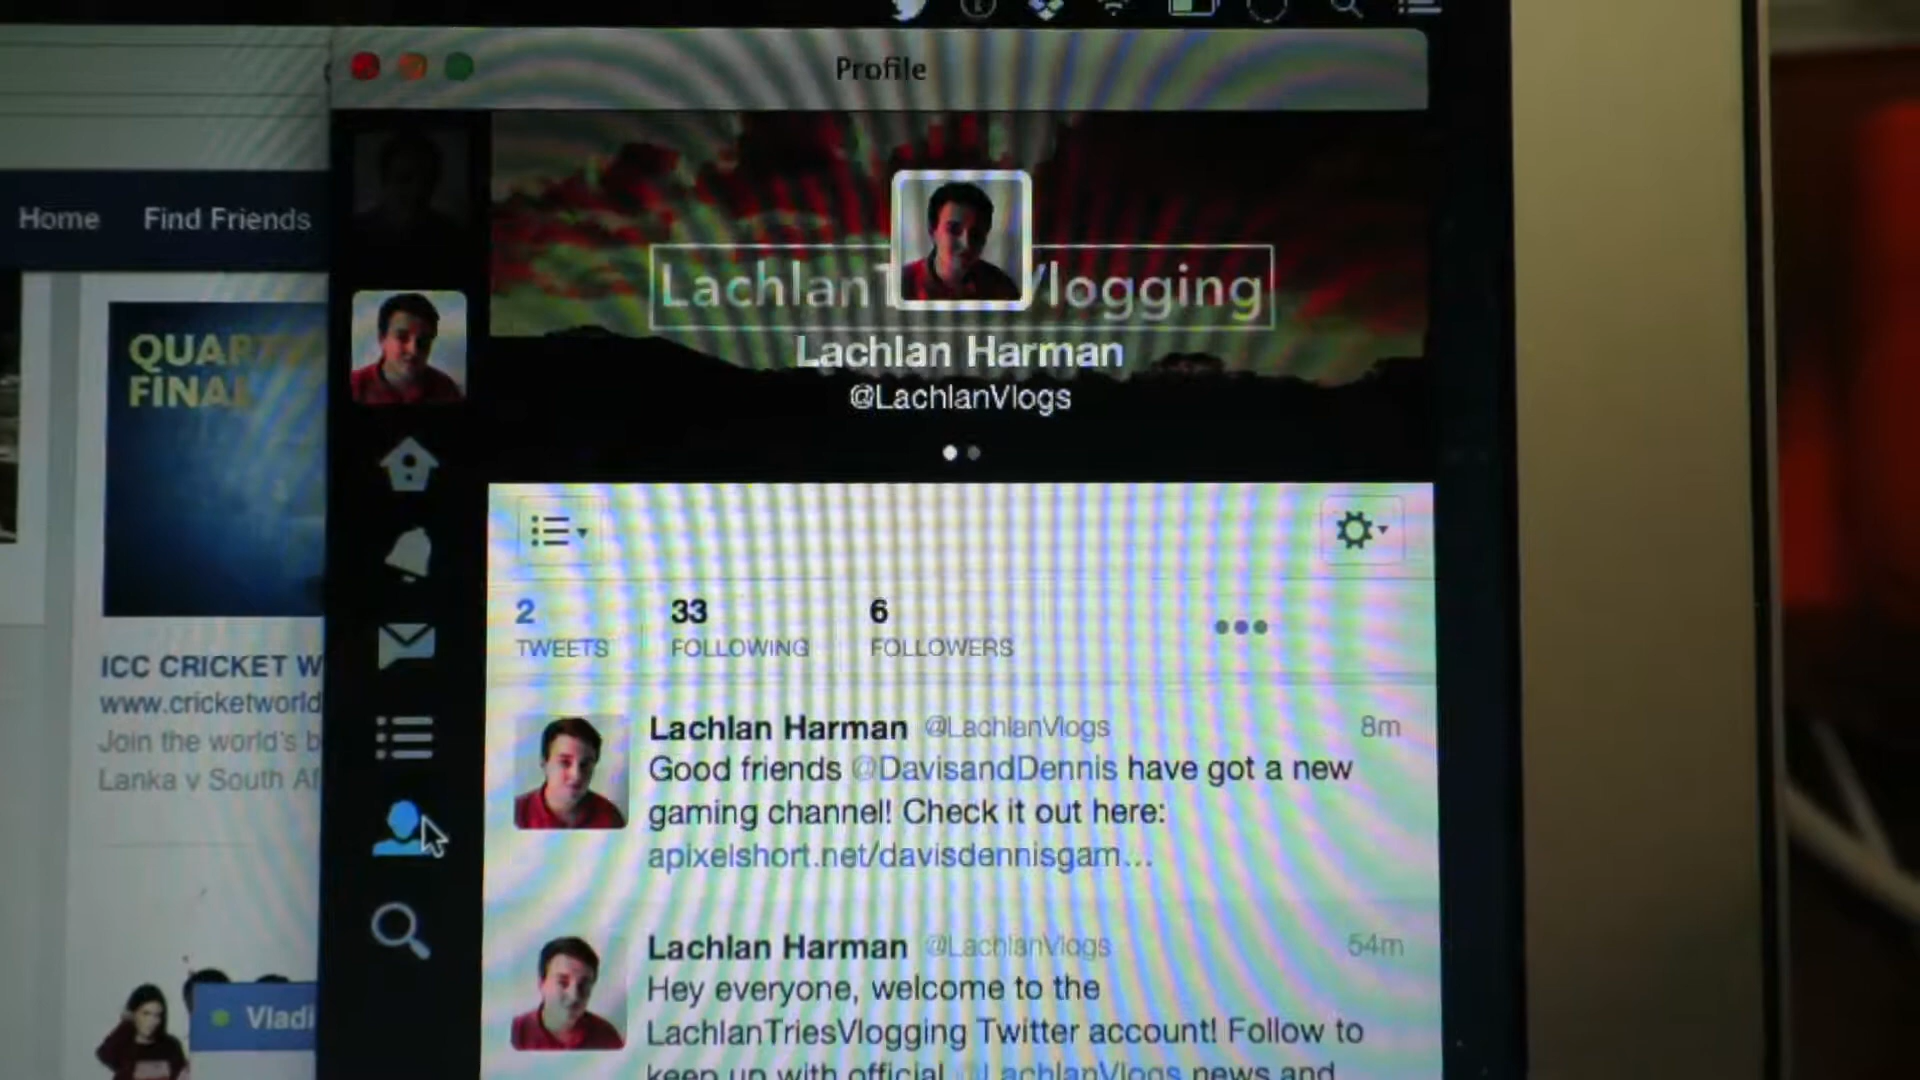 Profile
Home Find Friends
QUAR
FINAL
ICC CRICKET W
www.cricketworld
Join the world's b
Lanka v South Af
Vladi
Lachlan Vlogging
Lachlan Harman
@LachlanVlogs
2 33 6
TWEETS FOLLOWING FOLLOWERS
Lachlan Harman @LachlanVlogs 8m
Good friends @DavisandDennis have got a new
gaming channel! Check it out here:
apixelshort.net/davisdennisgam...
Lachlan Harman @LachlanVlogs 54m
Hey everyone, welcome to the
LachlanTriesVlogging Twitter account! Follow to
keep up with official @LachlanVlogs news and